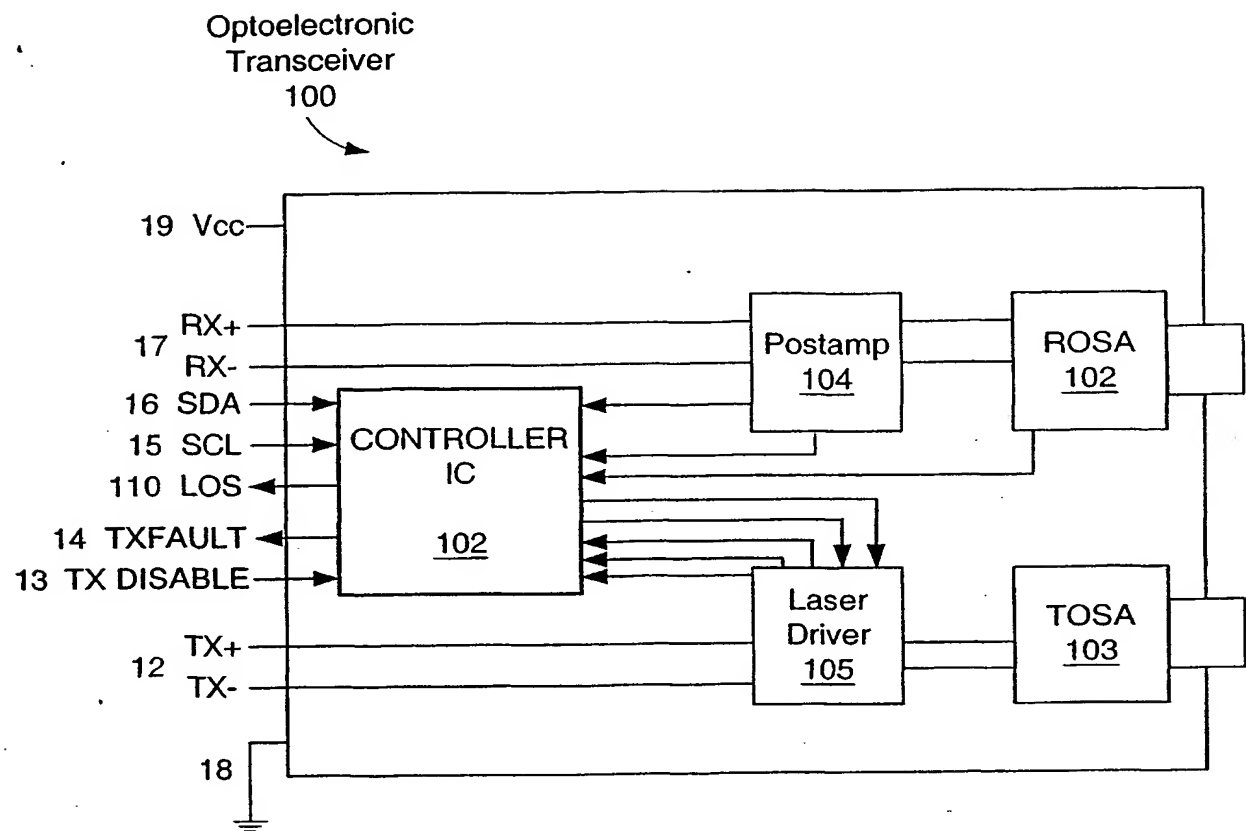 Optoelectronic
Transceiver
100
19 Vcc
17 RX+
RX-
16 SDA
15 SCL
110 LOS
14 TXFAULT
13 TX DISABLE
12 TX+
TX-
18
CONTROLLER
IC
102
Postamp
104
ROSA
102
Laser
Driver
105
TOSA
103